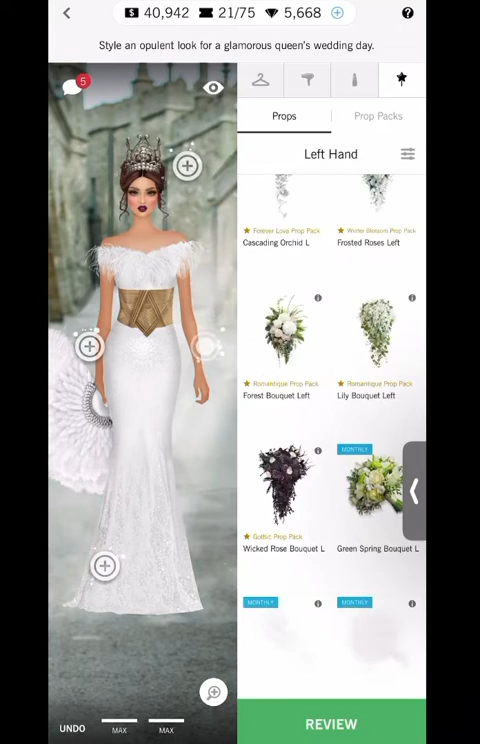 40,942 21/75 5,668
Style an opulent look for a glamorous queen's wedding day.
5
Props
Prop Packs
Left Hand
Forever Love Prop Pack
Cascading Orchid L
Winter Blossom Prop Pack
Frosted Roses Left
Romantique Prop Pack
Forest Bouquet Left
Romantique Prop Pack
Lily Bouquet Left
MONTHLY
Gothic Prop Pack
Wicked Rose Bouquet L
Green Spring Bouquet L
MONTHLY
MONTHLY
UNDO
MAX
MAX
REVIEW